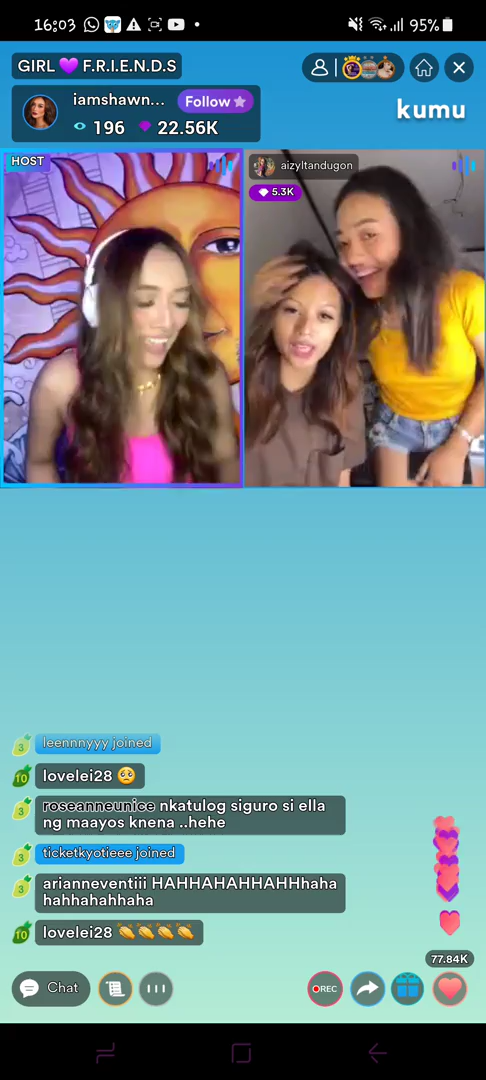 16:03
95%
GIRL 💜 F.R.I.E.N.D.S
iamshawn...
Follow
196
22.56K
kumu
HOST
aizyltandugon
5.3K
3 leennnyyy joined
10 lovelei28 🥺
3 roseanneunice nkatulog siguro si ella
ng maayos knena ..hehe
3 ticketkyotieee joined
3 arianneventiii HAHHAHAHHAHHhaha
hahhahahhaha
10 lovelei28 👏👏👏👏
77.84K
Chat
REC